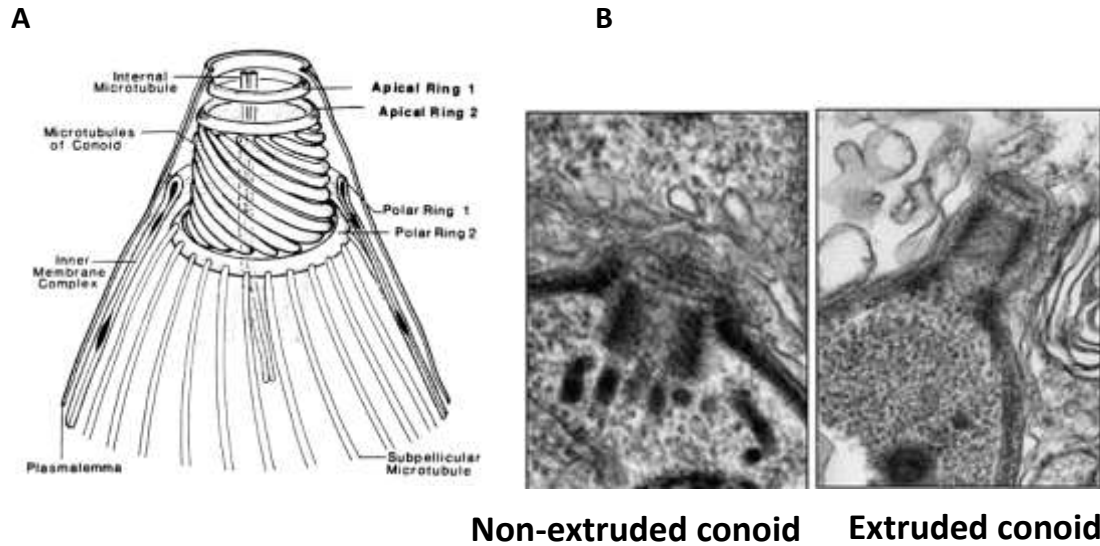 A
B
Internal
Microtubule
Apical Ring 1
Apical Ring 2
Microtubules
of Conoid
Polar Ring 1
Polar Ring 2
Inner
Membrane
Complex
Plasmalemma
Subpellicular
Microtubule
Non-extruded conoid
Extruded conoid